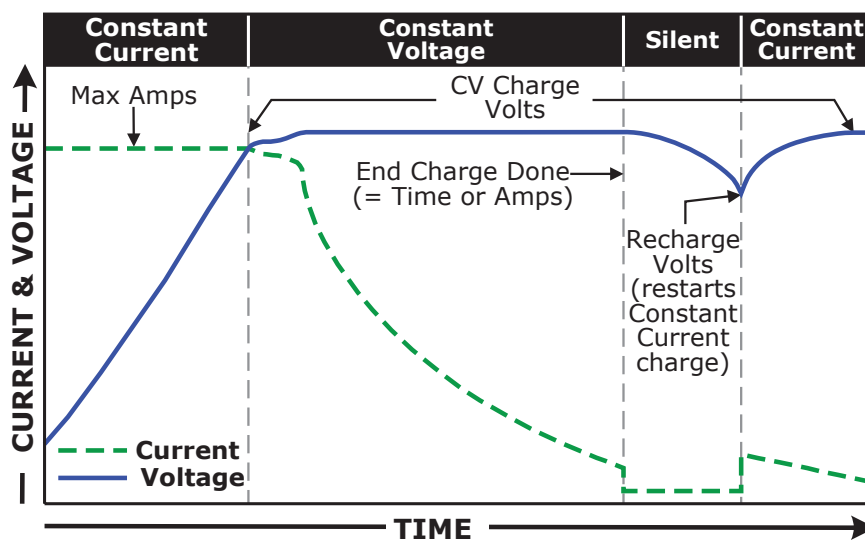 Constant
Current
Constant
Voltage
Silent
Constant
Current
Max Amps
CV Charge
Volts
End Charge Done
(= Time or Amps)
Recharge
Volts
(restarts
Constant
Current
charge)
Current
Voltage
CURRENT & VOLTAGE
TIME